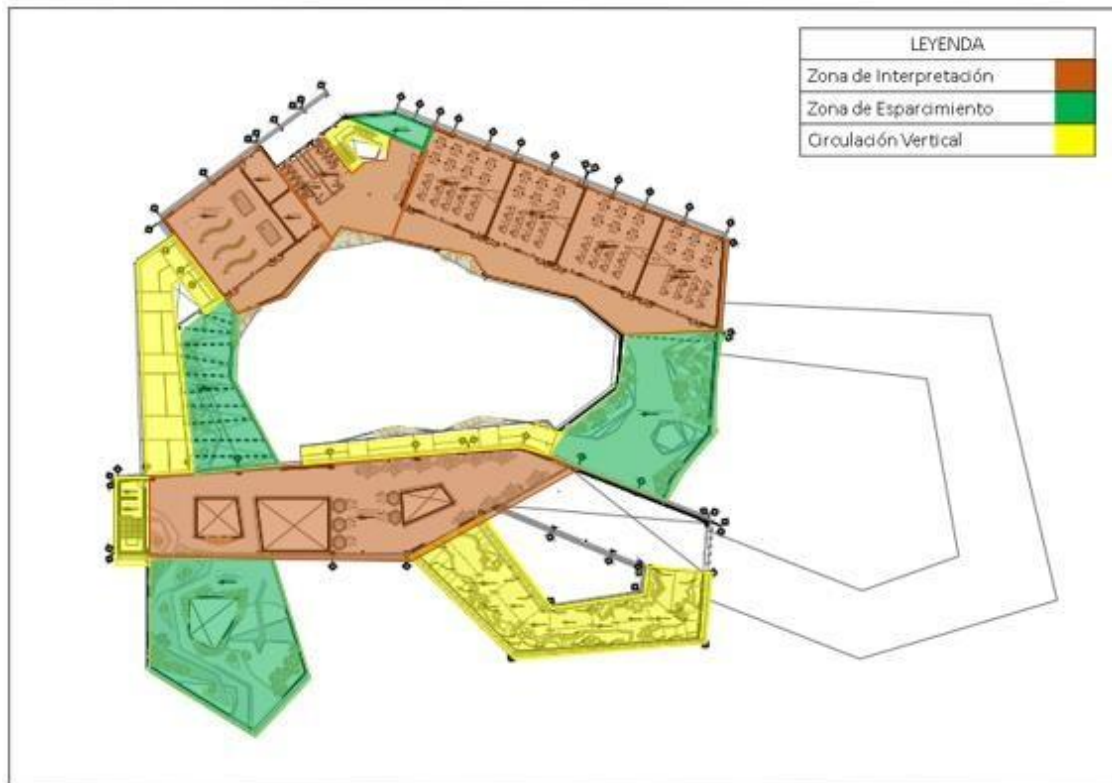 LEYENDA
Zona de Interpretación
Zona de Esparcimiento
Circulación Vertical